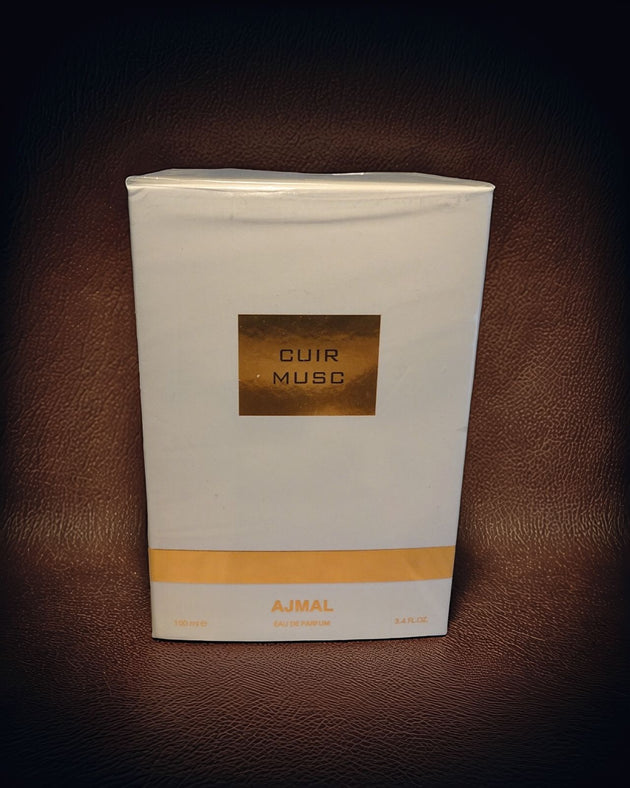 CUIR
MUSC
AJMAL
100 ml e EAU DE PARFUM 3.4 FL.OZ.